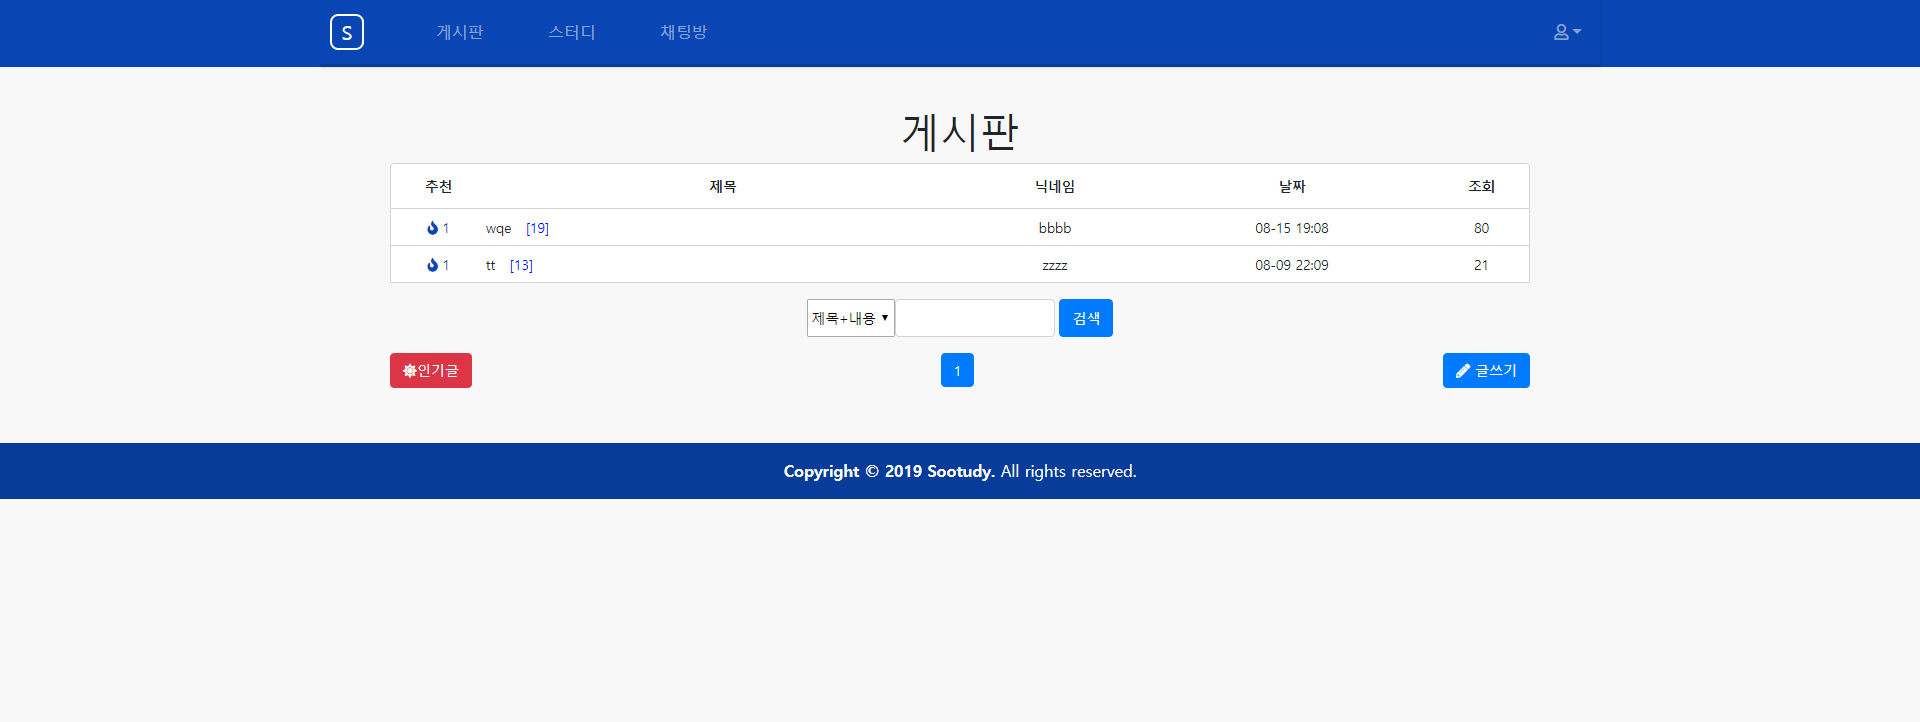 S 게시판 스터디 채팅방
게시판
추천 제목 닉네임 날짜 조회
1 wqe [19] bbbb 08-15 19:08 80
1 tt [13] zzzz 08-09 22:09 21
제목+내용 검색
인기글 1 글쓰기
Copyright © 2019 Sootudy. All rights reserved.